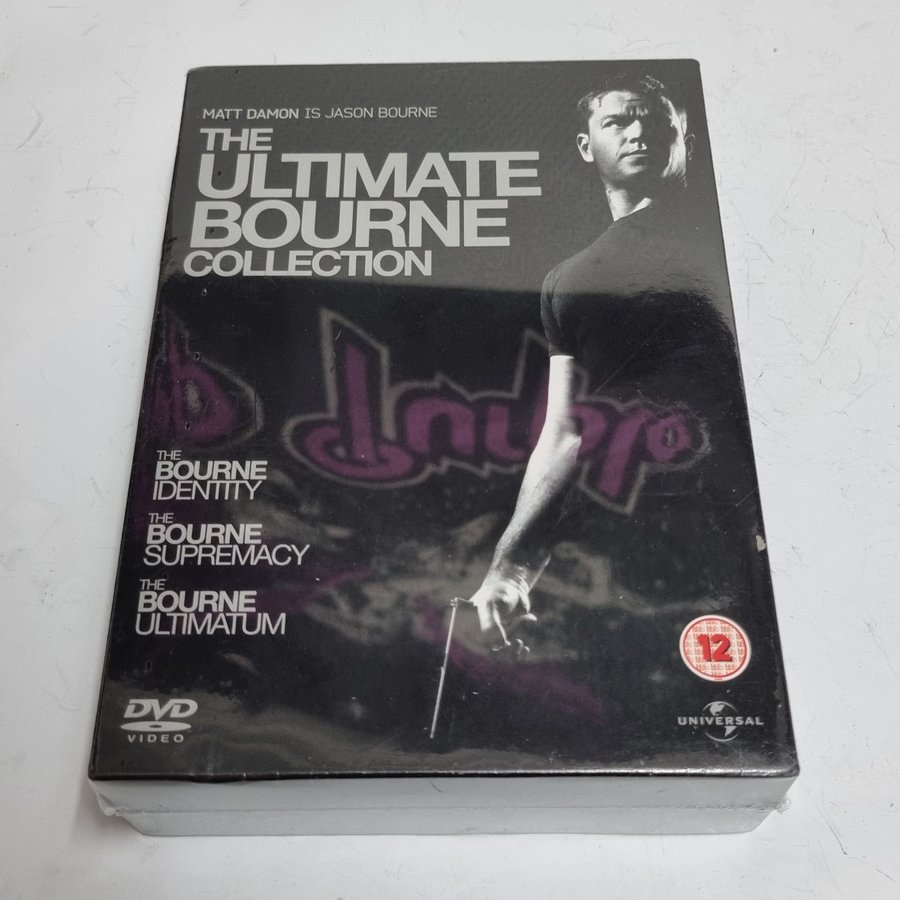 MATT DAMON IS JASON BOURNE
THE
ULTIMATE
BOURNE
COLLECTION
THE
BOURNE
IDENTITY
THE
BOURNE
SUPREMACY
THE
BOURNE
ULTIMATUM
12
DVD
VIDEO
UNIVERSAL